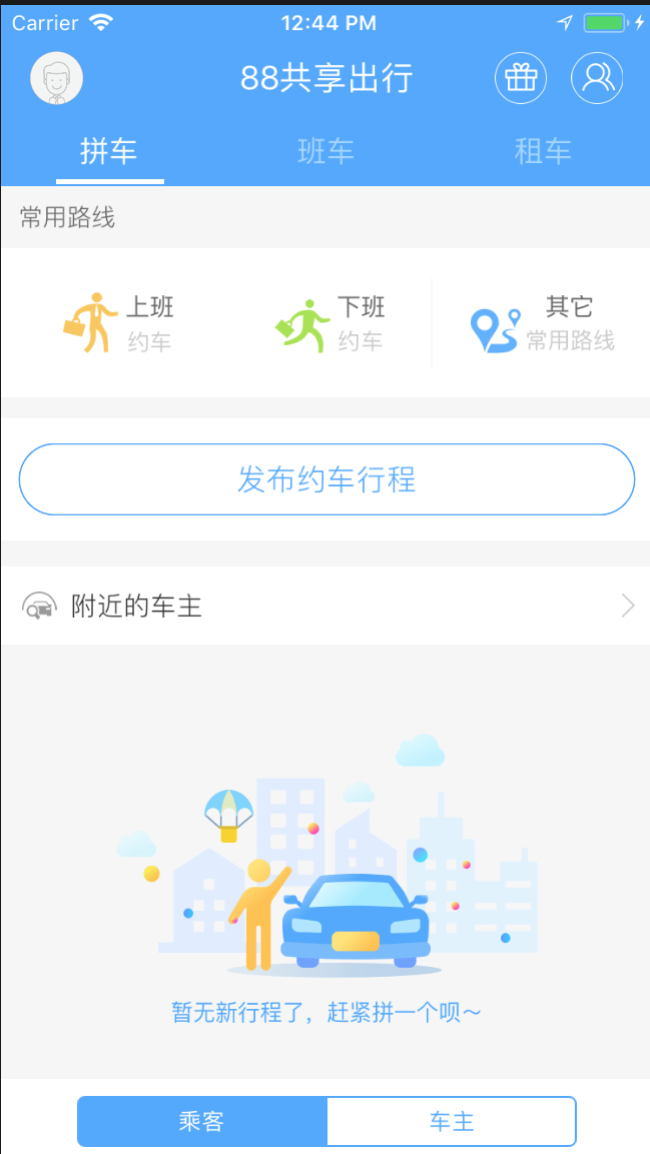 Carrier 12:44 PM
88共享出行
拼车 班车 租车
常用路线
上班 下班 其它
约车 约车 常用路线
发布约车行程
附近的车主
暂无新行程了，赶紧拼一个呗～
乘客 车主